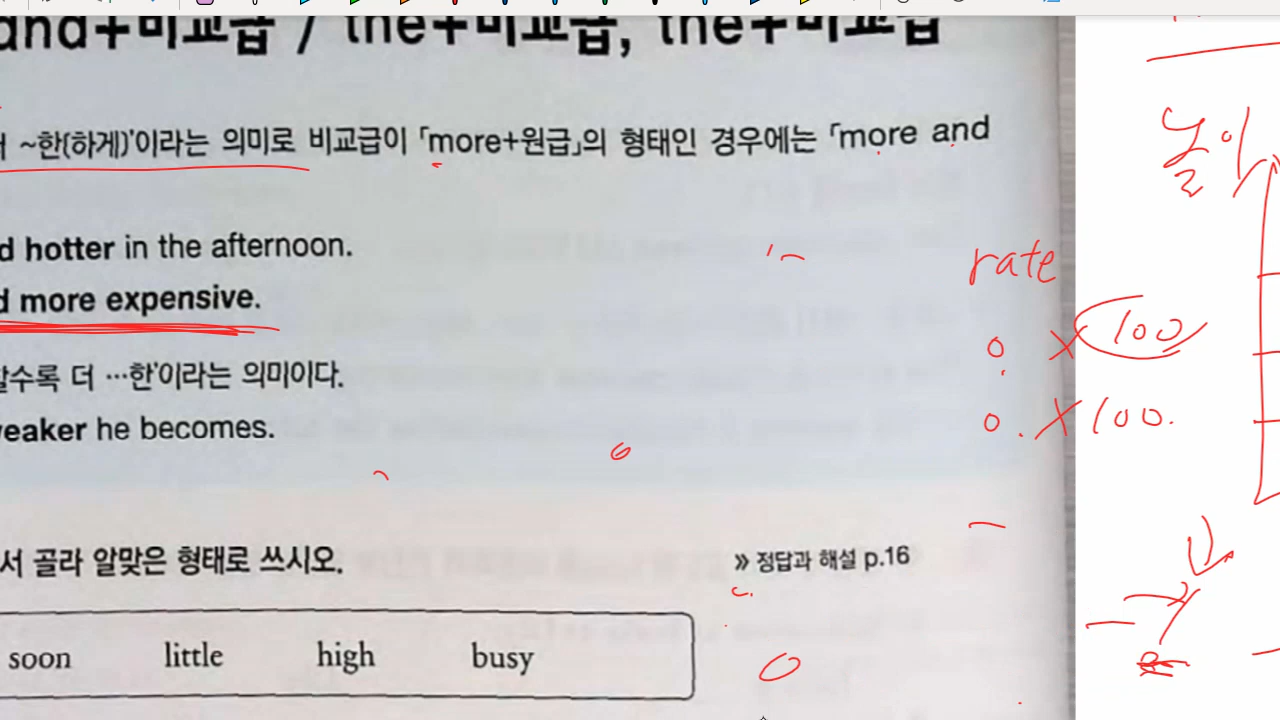 and+비교급 / the+비교급, the+비교급
~한(하게)'이라는 의미로 비교급이 「more+원급」의 형태인 경우에는 「more and
d hotter in the afternoon.
d more expensive.
할수록 더 …한'이라는 의미이다.
weaker he becomes.
서 골라 알맞은 형태로 쓰시오.
» 정답과 해설 p.16
soon little high busy
높이
rate
0. × 100
0. × 100.